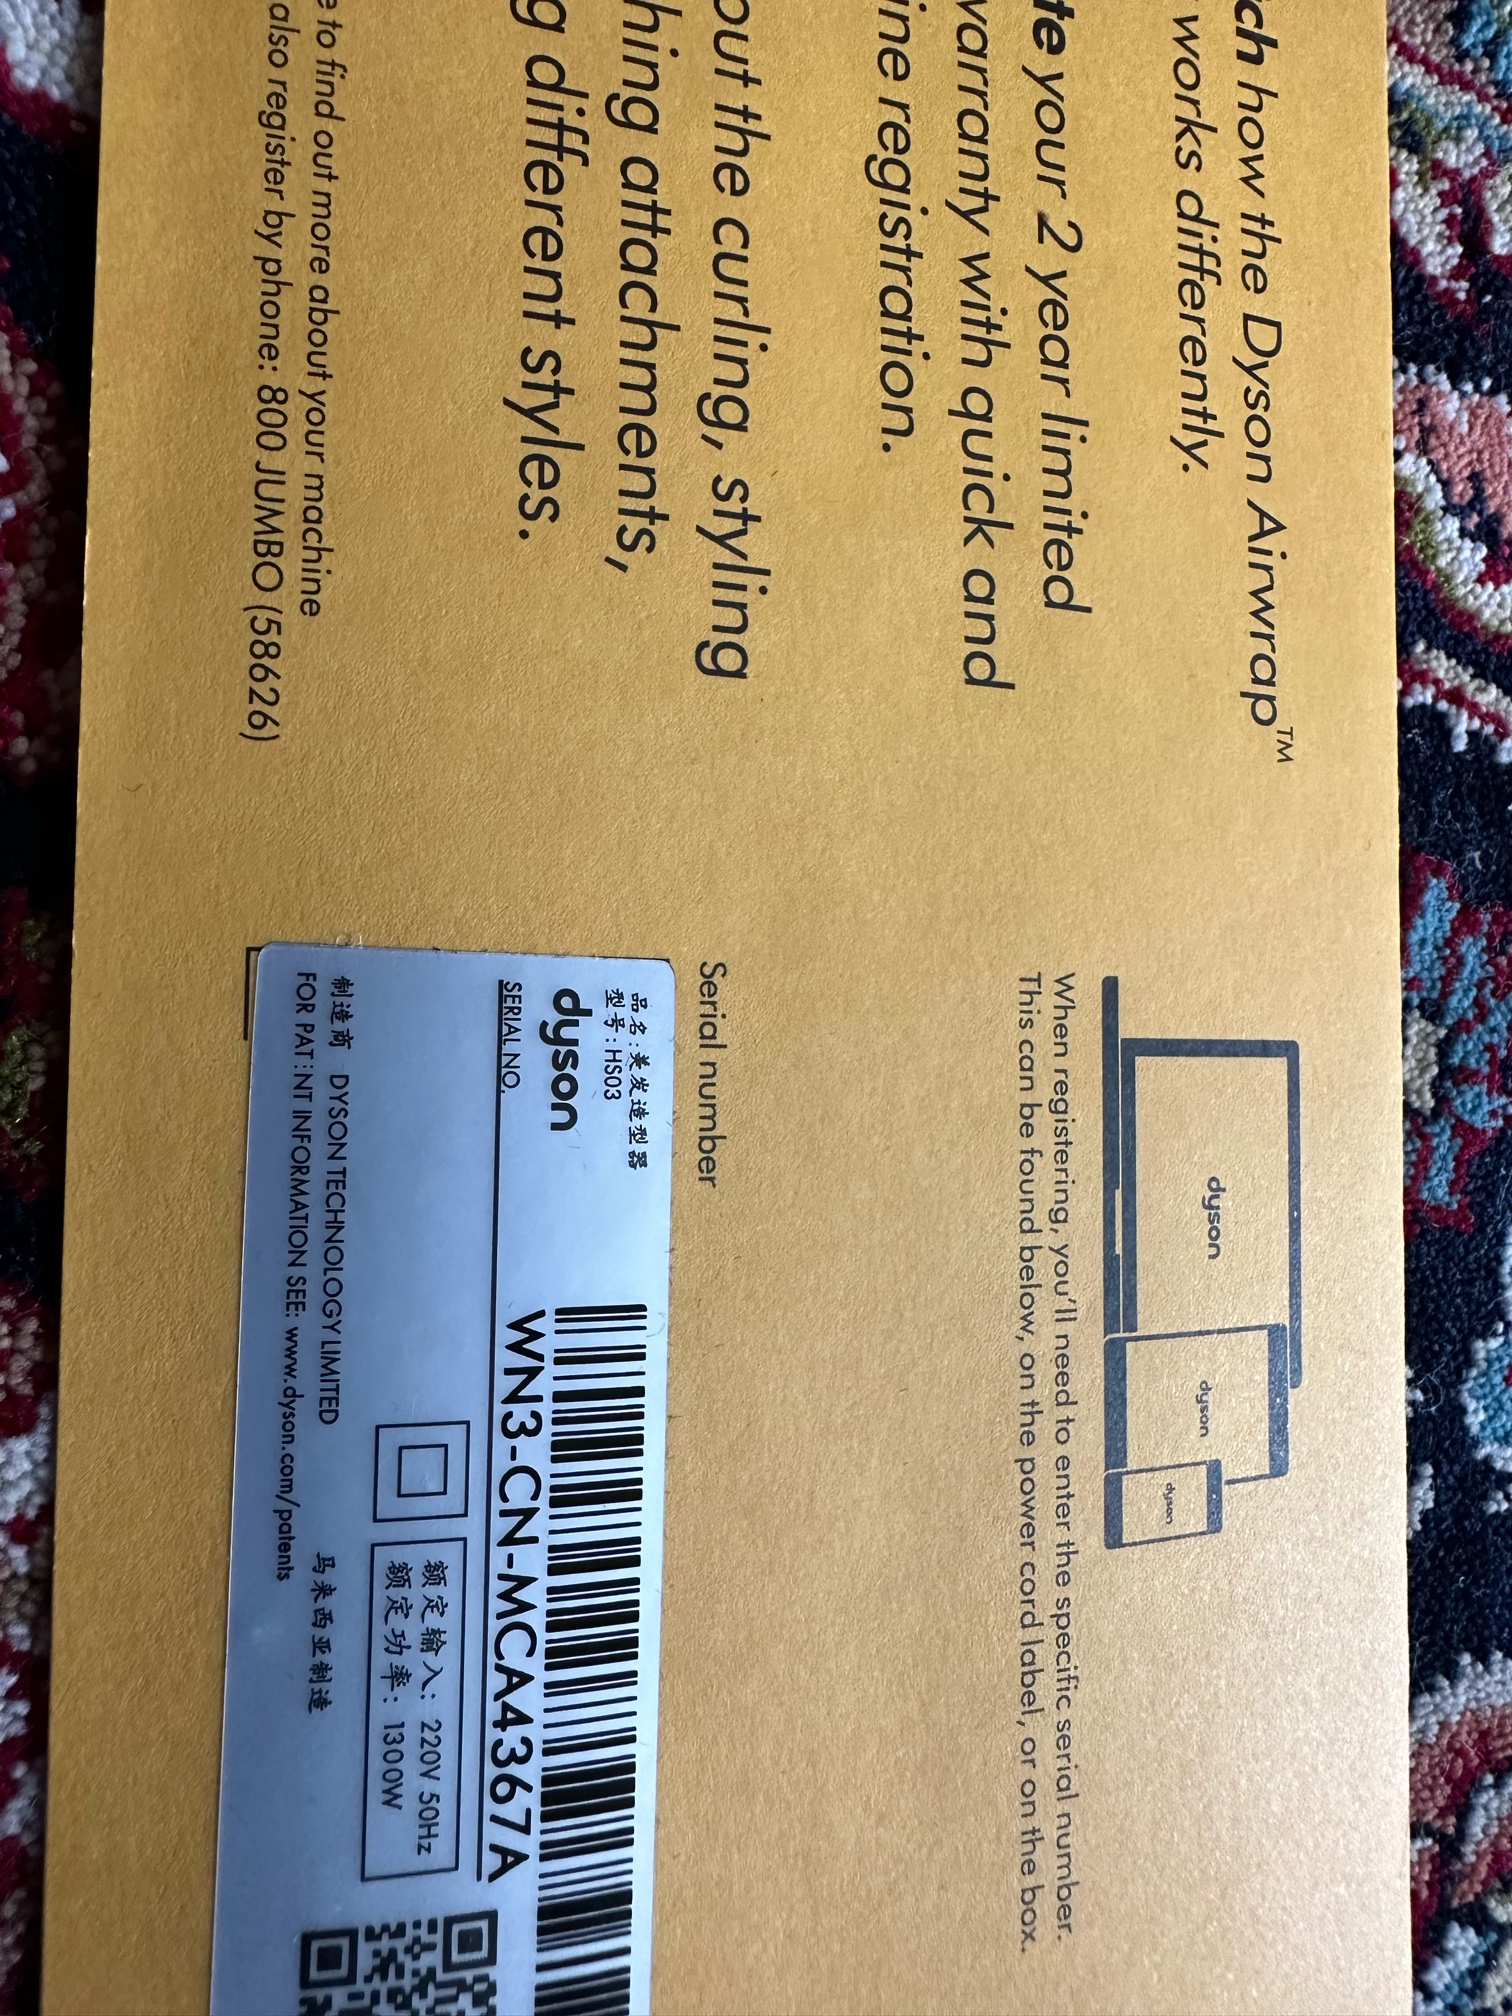 ch how the Dyson Airwrap™
works differently.
te your 2 year limited
warranty with quick and
ine registration.
out the curling, styling
hing attachments,
g different styles.
e to find out more about your machine
also register by phone: 800 JUMBO (58626)
dyson
dyson
dyson
When registering, you'll need to enter the specific serial number.
This can be found below, on the power cord label, or on the box.
Serial number
品名:美发造型器
型号:HS03
dyson
SERIAL NO.
WN3-CN-MCA4367A
额定输入: 220V 50Hz
额定功率: 1300W
制造商 DYSON TECHNOLOGY LIMITED 马来西亚制造
FOR PAT:NT INFORMATION SEE: www.dyson.com/patents